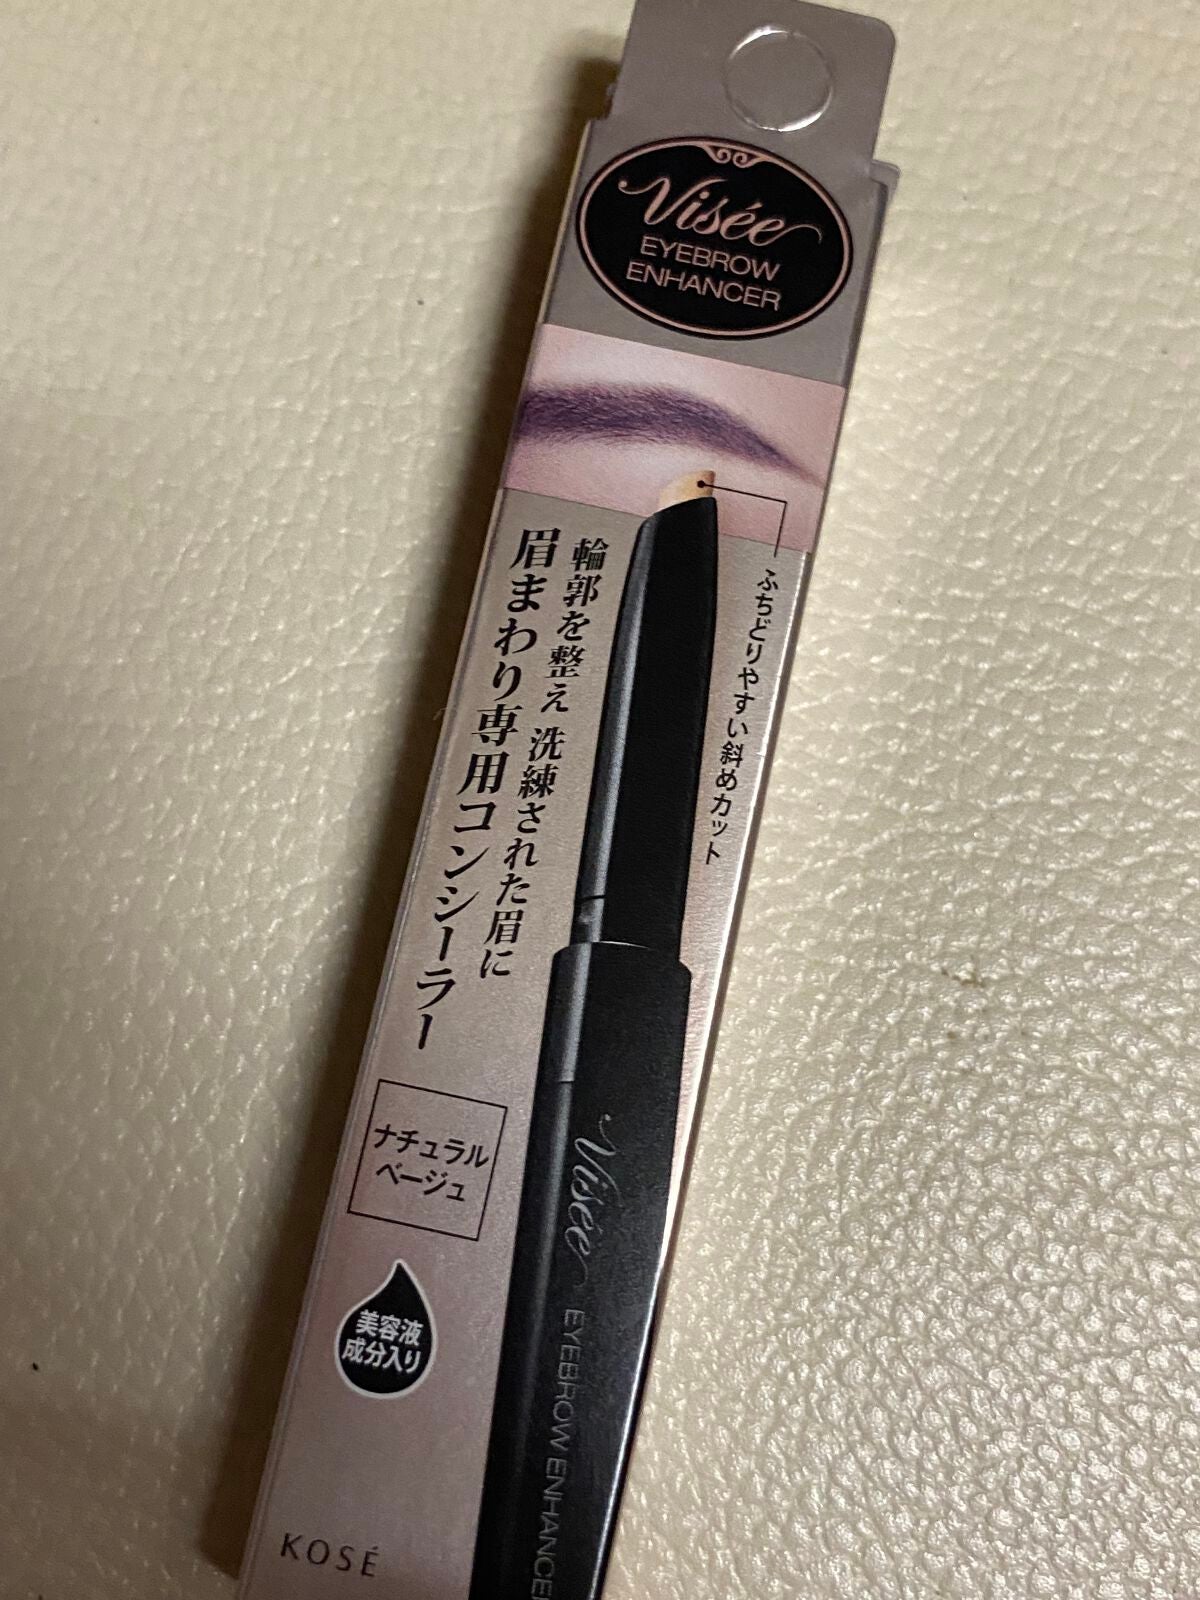 Visée
EYEBROW
ENHANCER
ふちどりやすい斜めカット
輪郭を整え 洗練された眉に
眉まわり専用コンシーラー
ナチュラル
ベージュ
美容液
成分入り
Visée
EYEBROW ENHANCER
KOSÉ